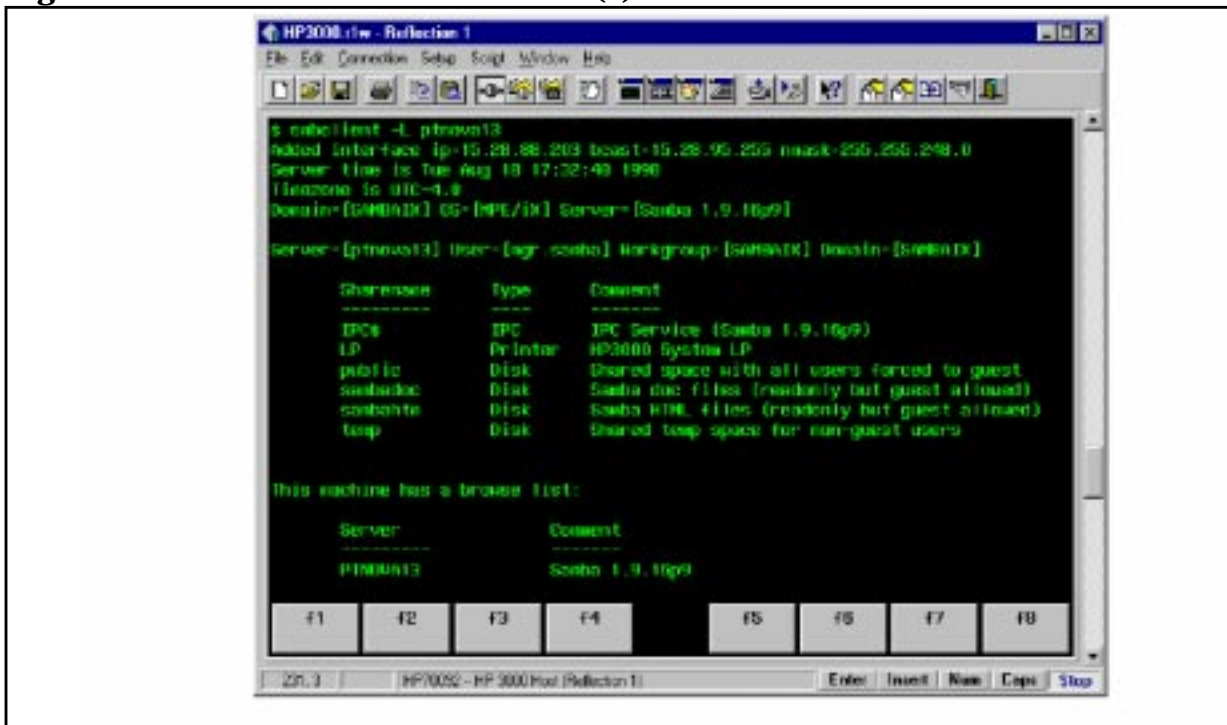 HP3000.r1w - Reflection 1
File Edit Connection Setup Script Window Help
$ smbclient -L ptnova13
Added interface ip=15.28.88.203 bcast=15.28.95.255 nmask=255.255.248.0
Server time is Tue Aug 18 17:32:40 1998
Timezone is UTC-4.0
Domain=[SAMBAIX] OS=[MPE/iX] Server=[Samba 1.9.16p9]
Server=[ptnova13] User=[mgr.samba] Workgroup=[SAMBAIX] Domain=[SAMBAIX]
Sharename Type Comment
--------- ---- -------
IPC$ IPC IPC Service (Samba 1.9.16p9)
LP Printer HP3000 System LP
public Disk Shared space with all users forced to guest
sambadoc Disk Samba doc files (readonly but guest allowed)
sambahtm Disk Samba HTML files (readonly but guest allowed)
temp Disk Shared temp space for non-guest users
This machine has a browse list:
Server Comment
--------- -------
PTNOVA13 Samba 1.9.16p9
f1 f2 f3 f4 f5 f6 f7 f8
231, 3 HP70092 - HP 3000 Host (Reflection 1) Enter Insert Num Caps Stop